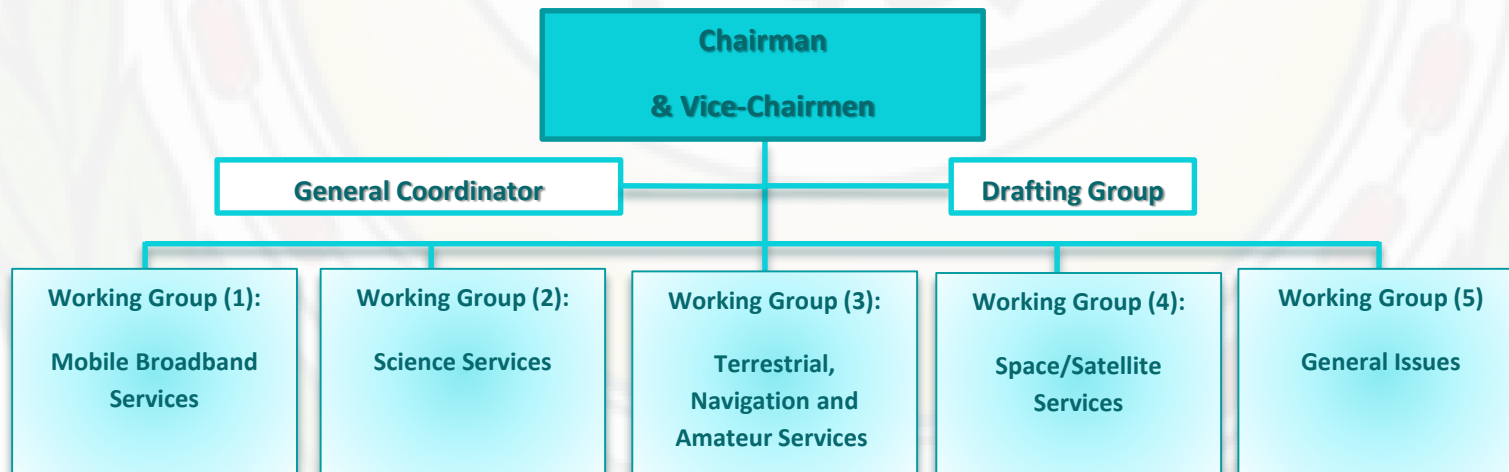 Chairman
& Vice-Chairmen
General Coordinator
Drafting Group
Working Group (1):
Mobile Broadband
Services
Working Group (2):
Science Services
Working Group (3):
Terrestrial,
Navigation and
Amateur Services
Working Group (4):
Space/Satellite
Services
Working Group (5)
General Issues